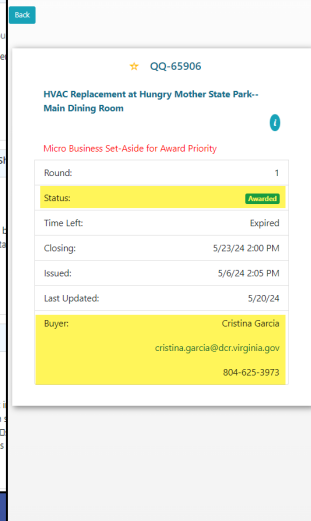 Back
QQ-65906
HVAC Replacement at Hungry Mother State Park--
Main Dining Room
i
Micro Business Set-Aside for Award Priority
Round: 1
Status: Awarded
Time Left: Expired
Closing: 5/23/24 2:00 PM
Issued: 5/6/24 2:05 PM
Last Updated: 5/20/24
Buyer: Cristina Garcia
cristina.garcia@dcr.virginia.gov
804-625-3973